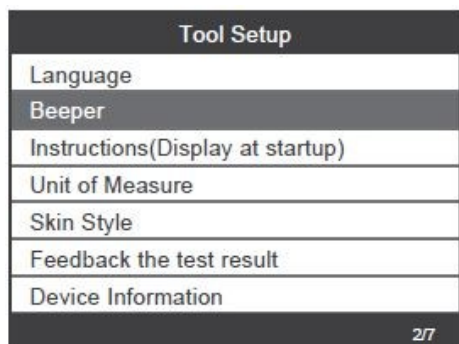 Tool Setup
Language
Beeper
Instructions(Display at startup)
Unit of Measure
Skin Style
Feedback the test result
Device Information
2/7